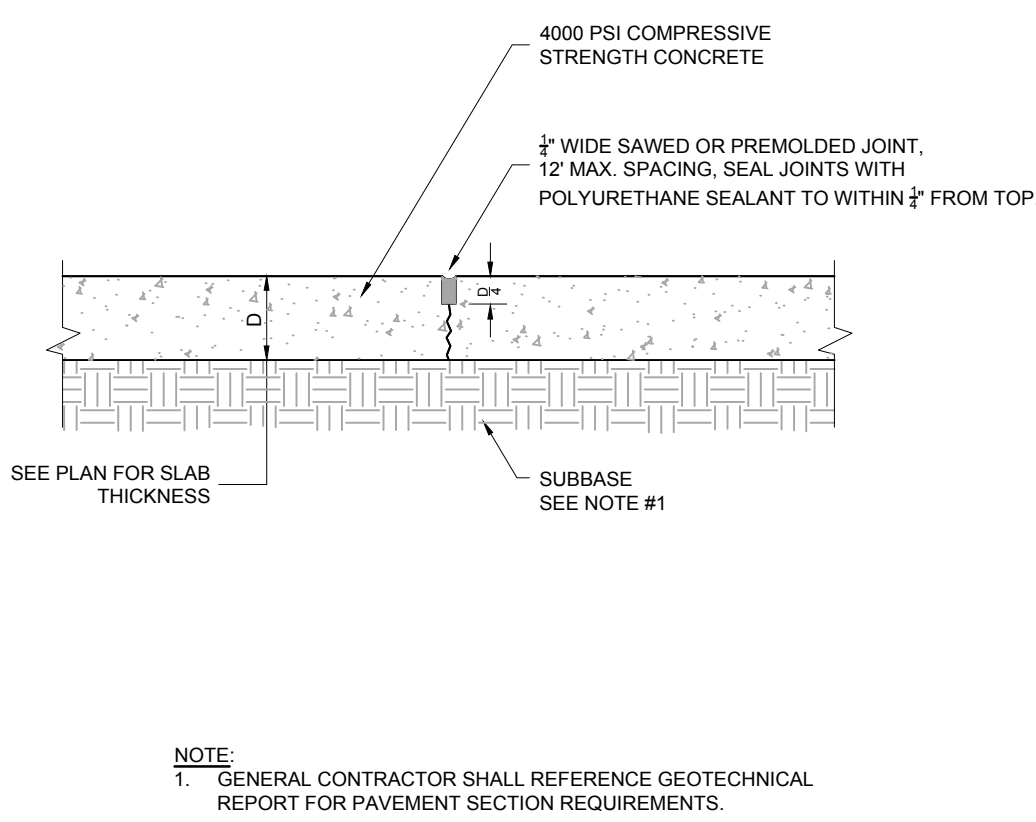 4000 PSI COMPRESSIVE
STRENGTH CONCRETE
1/4" WIDE SAWED OR PREMOLDED JOINT,
12' MAX. SPACING, SEAL JOINTS WITH
POLYURETHANE SEALANT TO WITHIN 1/4" FROM TOP
D
D/4
SEE PLAN FOR SLAB
THICKNESS
SUBBASE
SEE NOTE #1
NOTE:
1. GENERAL CONTRACTOR SHALL REFERENCE GEOTECHNICAL
REPORT FOR PAVEMENT SECTION REQUIREMENTS.